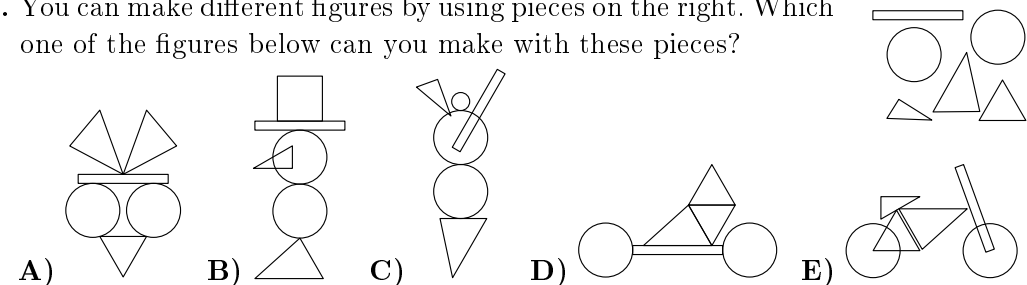 . You can make different figures by using pieces on the right. Which
one of the figures below can you make with these pieces?
A) B) C) D) E)